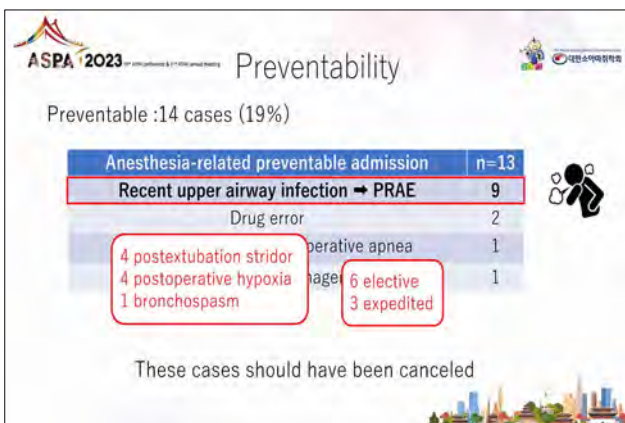 ASPA 2023
Preventability
대한소아마취학회
Preventable :14 cases (19%)
Anesthesia-related preventable admission n=13
Recent upper airway infection ➡ PRAE 9
Drug error 2
perative apnea 1
nage 1
4 postextubation stridor
4 postoperative hypoxia
1 bronchospasm
6 elective
3 expedited
These cases should have been canceled